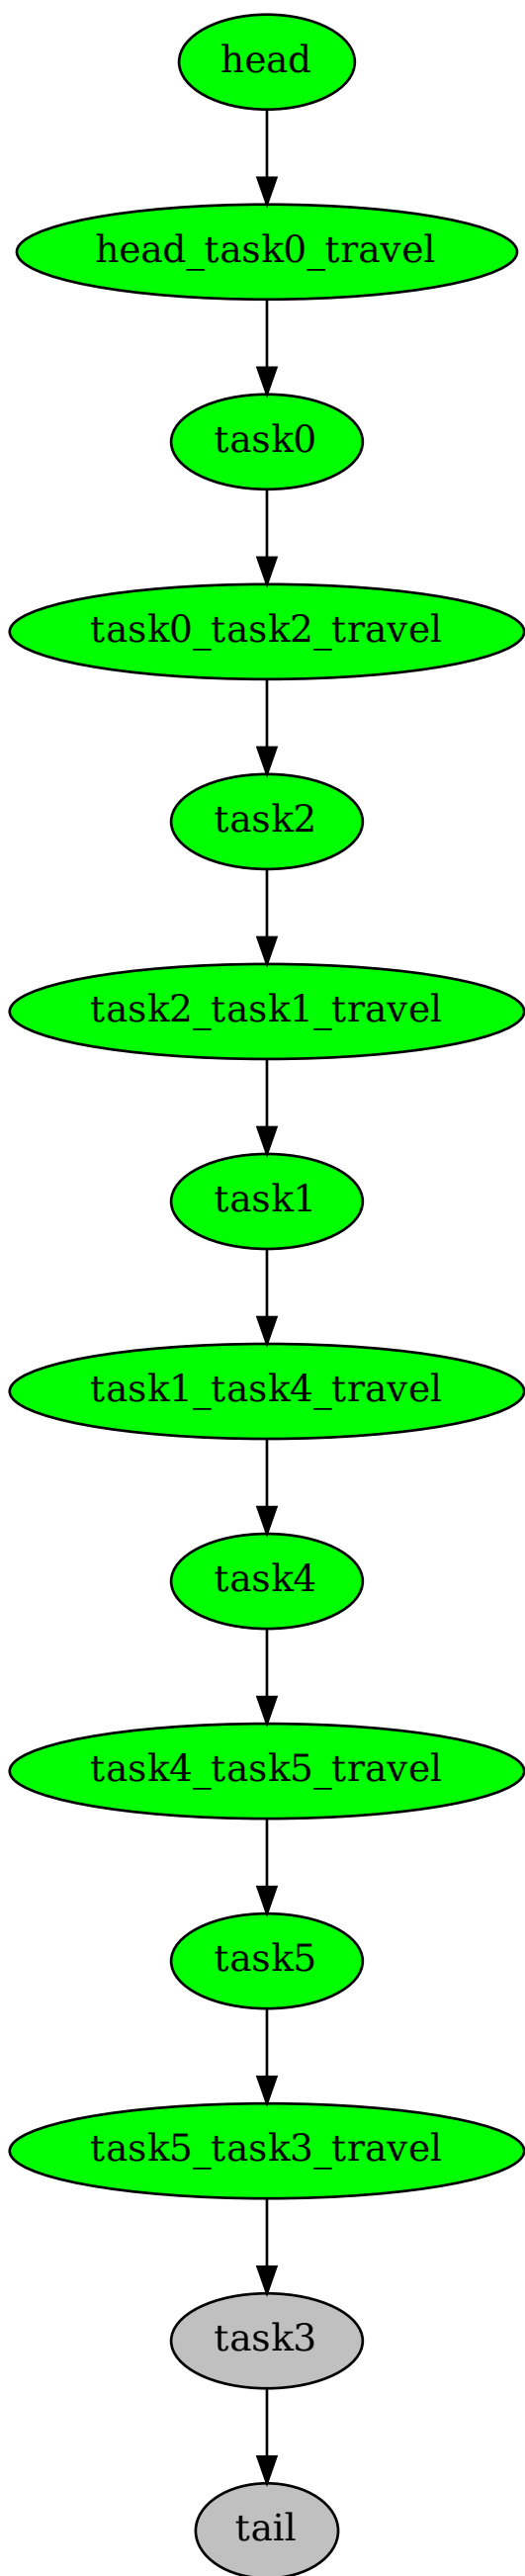 head
head_task0_travel
task0
task0_task2_travel
task2
task2_task1_travel
task1
task1_task4_travel
task4
task4_task5_travel
task5
task5_task3_travel
task3
tail